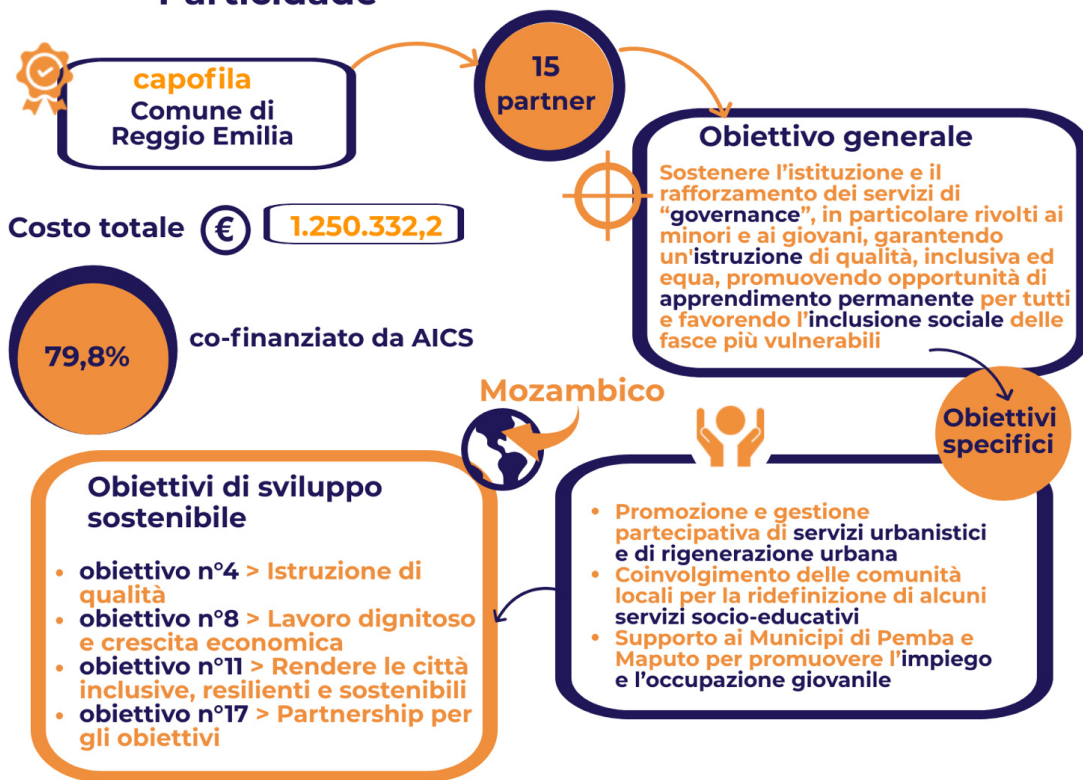 Particidade
capofila
Comune di
Reggio Emilia
15
partner
Obiettivo generale
Sostenere l'istituzione e il
rafforzamento dei servizi di
“governance”, in particolare rivolti ai
minori e ai giovani, garantendo
un'istruzione di qualità, inclusiva ed
equa, promuovendo opportunità di
apprendimento permanente per tutti
e favorendo l'inclusione sociale delle
fasce più vulnerabili
Costo totale € 1.250.332,2
79,8%
co-finanziato da AICS
Mozambico
Obiettivi
specifici
Promozione e gestione
partecipativa di servizi urbanistici
e di rigenerazione urbana
Coinvolgimento delle comunità
locali per la ridefinizione di alcuni
servizi socio-educativi
Supporto ai Municipi di Pemba e
Maputo per promuovere l'impiego
e l'occupazione giovanile
Obiettivi di sviluppo
sostenibile
obiettivo n°4 > Istruzione di
qualità
obiettivo n°8 > Lavoro dignitoso
e crescita economica
obiettivo n°11 > Rendere le città
inclusive, resilienti e sostenibili
obiettivo n°17 > Partnership per
gli obiettivi